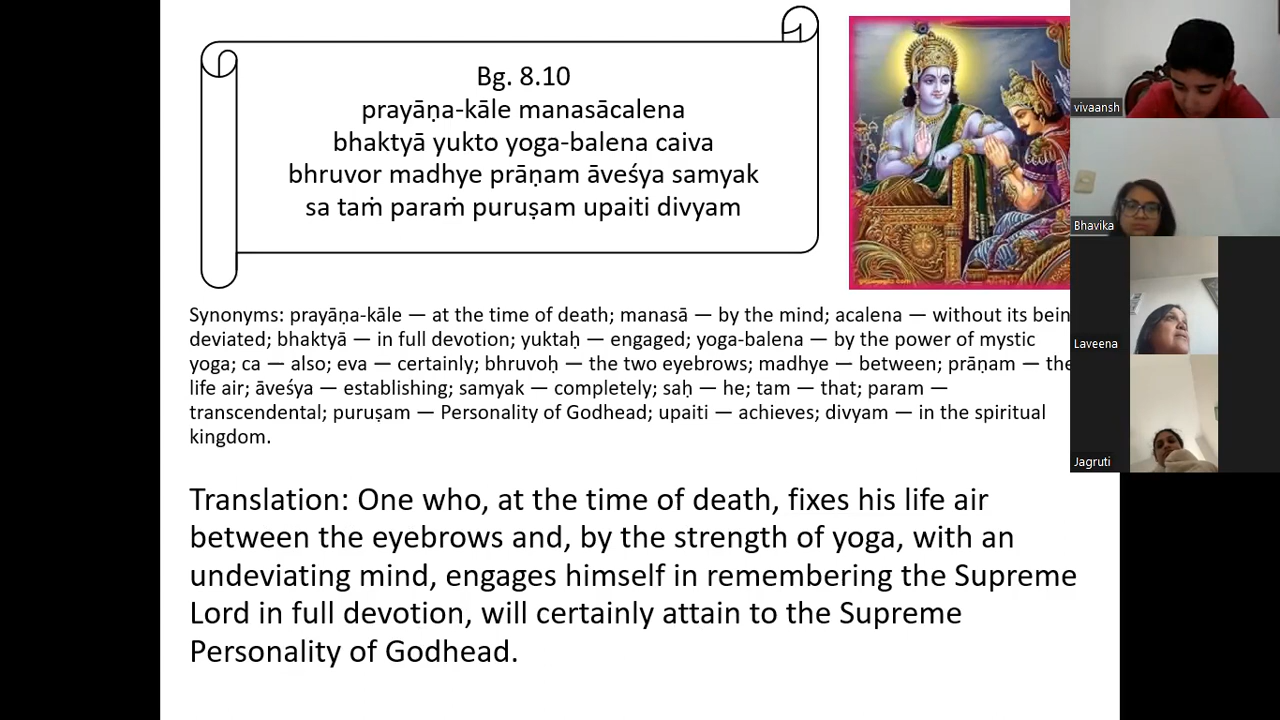 Bg. 8.10
prayāṇa-kāle manasācalena
bhaktyā yukto yoga-balena caiva
bhruvor madhye prāṇam āveśya samyak
sa taṁ paraṁ puruṣam upaiti divyam
Synonyms: prayāṇa-kāle — at the time of death; manasā — by the mind; acalena — without its bein
deviated; bhaktyā — in full devotion; yuktaḥ — engaged; yoga-balena — by the power of mystic
yoga; ca — also; eva — certainly; bhruvoḥ — the two eyebrows; madhye — between; prāṇam — the
life air; āveśya — establishing; samyak — completely; saḥ — he; tam — that; param —
transcendental; puruṣam — Personality of Godhead; upaiti — achieves; divyam — in the spiritual
kingdom.
Translation: One who, at the time of death, fixes his life air
between the eyebrows and, by the strength of yoga, with an
undeviating mind, engages himself in remembering the Supreme
Lord in full devotion, will certainly attain to the Supreme
Personality of Godhead.
vivaansh
Bhavika
Laveena
Jagruti